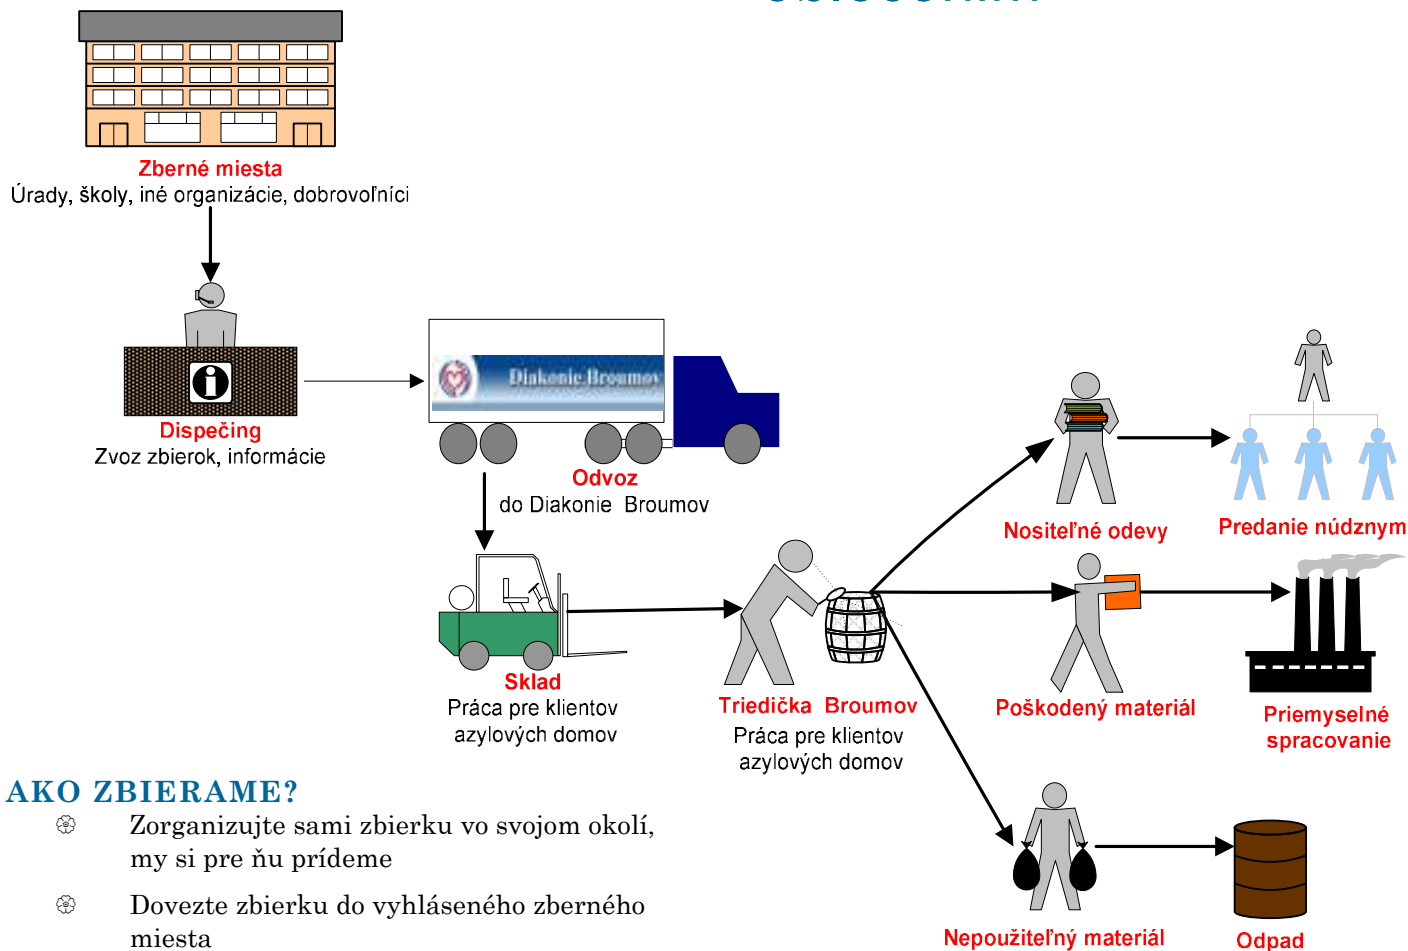 Zberné miesta
Úrady, školy, iné organizácie, dobrovoľníci
Diakonie Broumov
Dispečing
Zvoz zbierok, informácie
Odvoz
do Diakonie Broumov
Nositeľné odevy
Predanie núdznym
Sklad
Práca pre klientov
azylových domov
Triedička Broumov
Práca pre klientov
azylových domov
Poškodený materiál
Priemyselné
spracovanie
AKO ZBIERAME?
Zorganizujte sami zbierku vo svojom okolí,
my si pre ňu prídeme
Dovezte zbierku do vyhláseného zberného
miesta
Nepoužiteľný materiál
Odpad